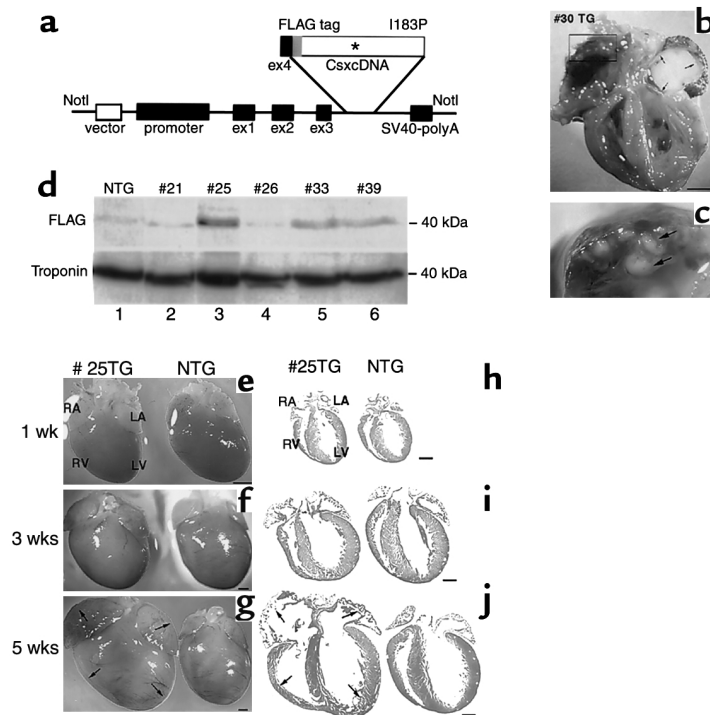 a
FLAG tag I183P
*
ex4 CsxcDNA
NotI NotI
vector promoter ex1 ex2 ex3 SV40-polyA
b
#30 TG
c
d
NTG #21 #25 #26 #33 #39
FLAG – 40 kDa
Troponin – 40 kDa
1 2 3 4 5 6
# 25TG NTG e
1 wk RA LA
RV LV
3 wks f
5 wks g
#25TG NTG h
RA LA
RV LV
i
j